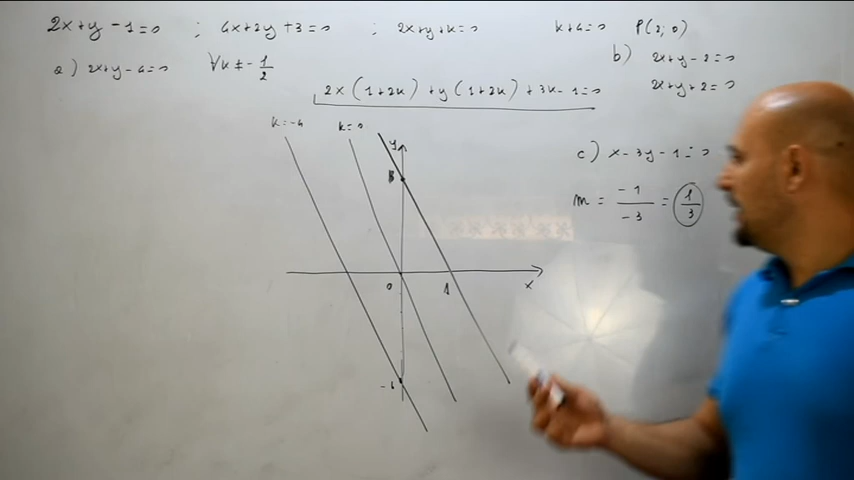 2x+y-1=0 ; 4x+2y+3=0 ; 2x+y+k=0 k+4=0 P(2;0)
a) 2x+y-4=0 ∀k≠-1/2
b) 2x+y-2=0
2x+y+2=0
2x(1+2k)+y(1+2k)+3k-1=0
k=-4 k=0 y
c) x-3y-1=0
m = -1/-3 = 1/3
0 1 x